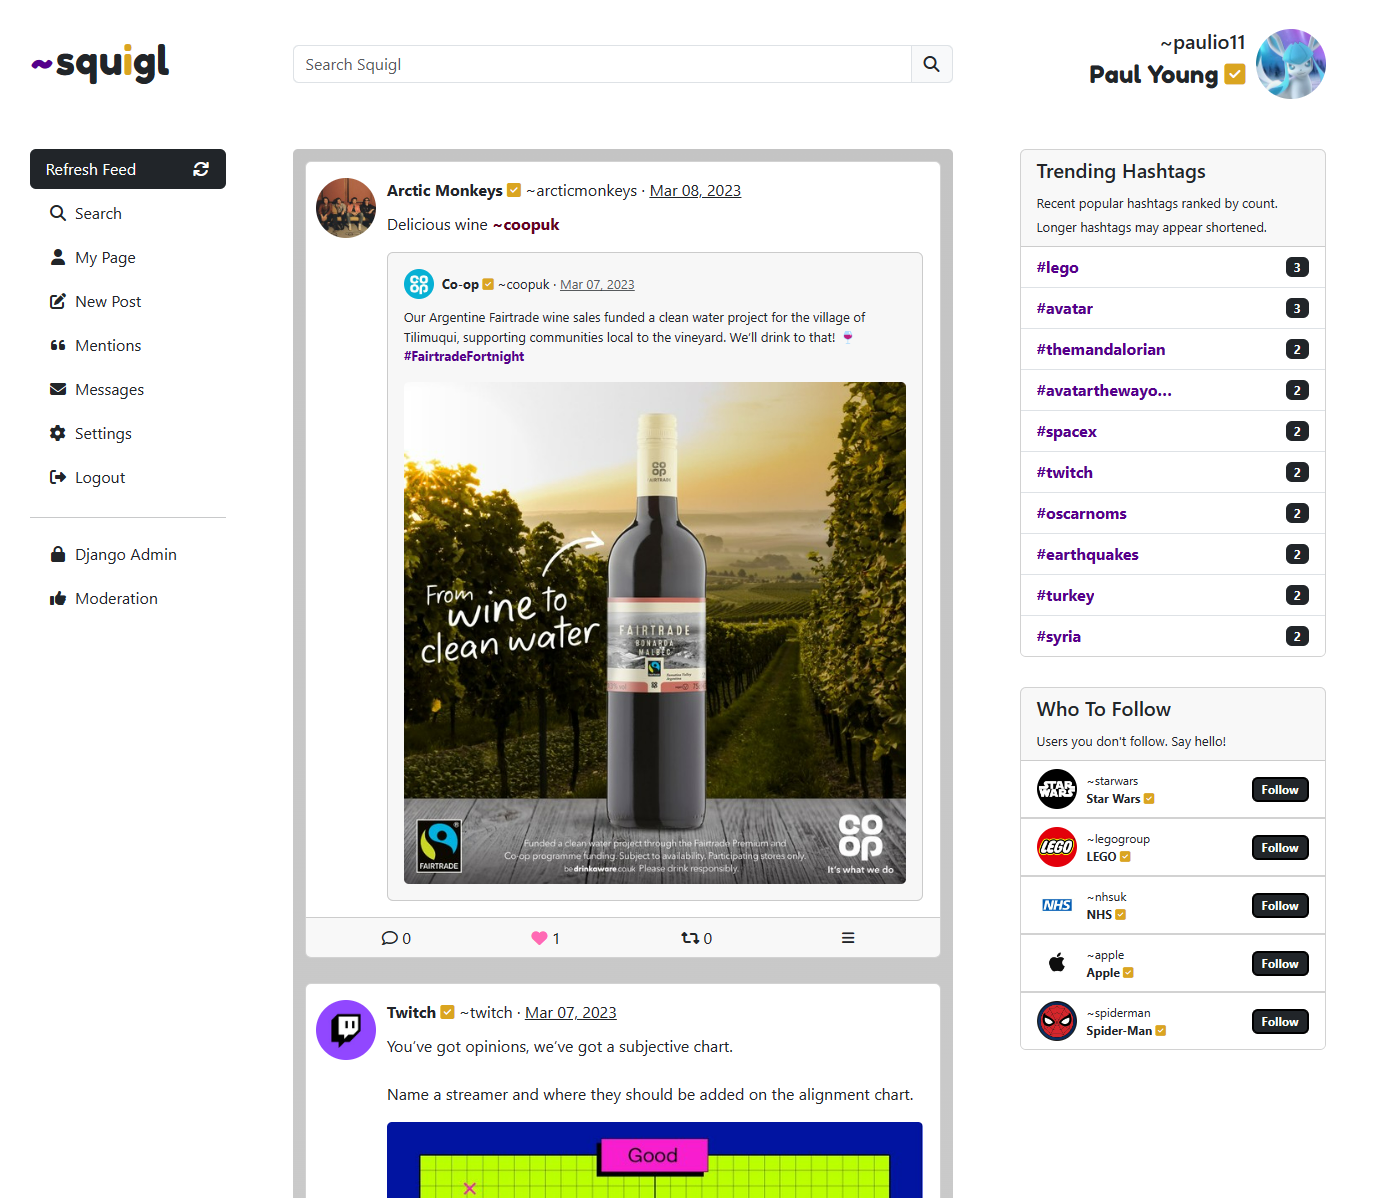 ~squigl
Search Squigl
~paulio11
Paul Young
Refresh Feed
Search
My Page
New Post
Mentions
Messages
Settings
Logout
Django Admin
Moderation
Arctic Monkeys ~arcticmonkeys · Mar 08, 2023
Delicious wine ~coopuk
Co-op ~coopuk · Mar 07, 2023
Our Argentine Fairtrade wine sales funded a clean water project for the village of
Tilimuqui, supporting communities local to the vineyard. We'll drink to that! 🍷
#FairtradeFortnight
co
op
FAIRTRADE
From
wine to
clean water
FAIRTRADE
BONARDA
MALBEC
FAIRTRADE
Funded a clean water project through the Fairtrade Premium and
Co-op programme funding. Subject to availability. Participating stores only.
bedrinkaware.co.uk Please drink responsibly.
co
op
It's what we do
0
1
0
Twitch ~twitch · Mar 07, 2023
You've got opinions, we've got a subjective chart.
Name a streamer and where they should be added on the alignment chart.
Good
Trending Hashtags
Recent popular hashtags ranked by count.
Longer hashtags may appear shortened.
#lego 3
#avatar 3
#themandalorian 2
#avatarthewayo... 2
#spacex 2
#twitch 2
#oscarnoms 2
#earthquakes 2
#turkey 2
#syria 2
Who To Follow
Users you don't follow. Say hello!
STAR
WARS
~starwars
Star Wars
Follow
LEGO
~legogroup
LEGO
Follow
NHS
~nhsuk
NHS
Follow
~apple
Apple
Follow
~spiderman
Spider-Man
Follow